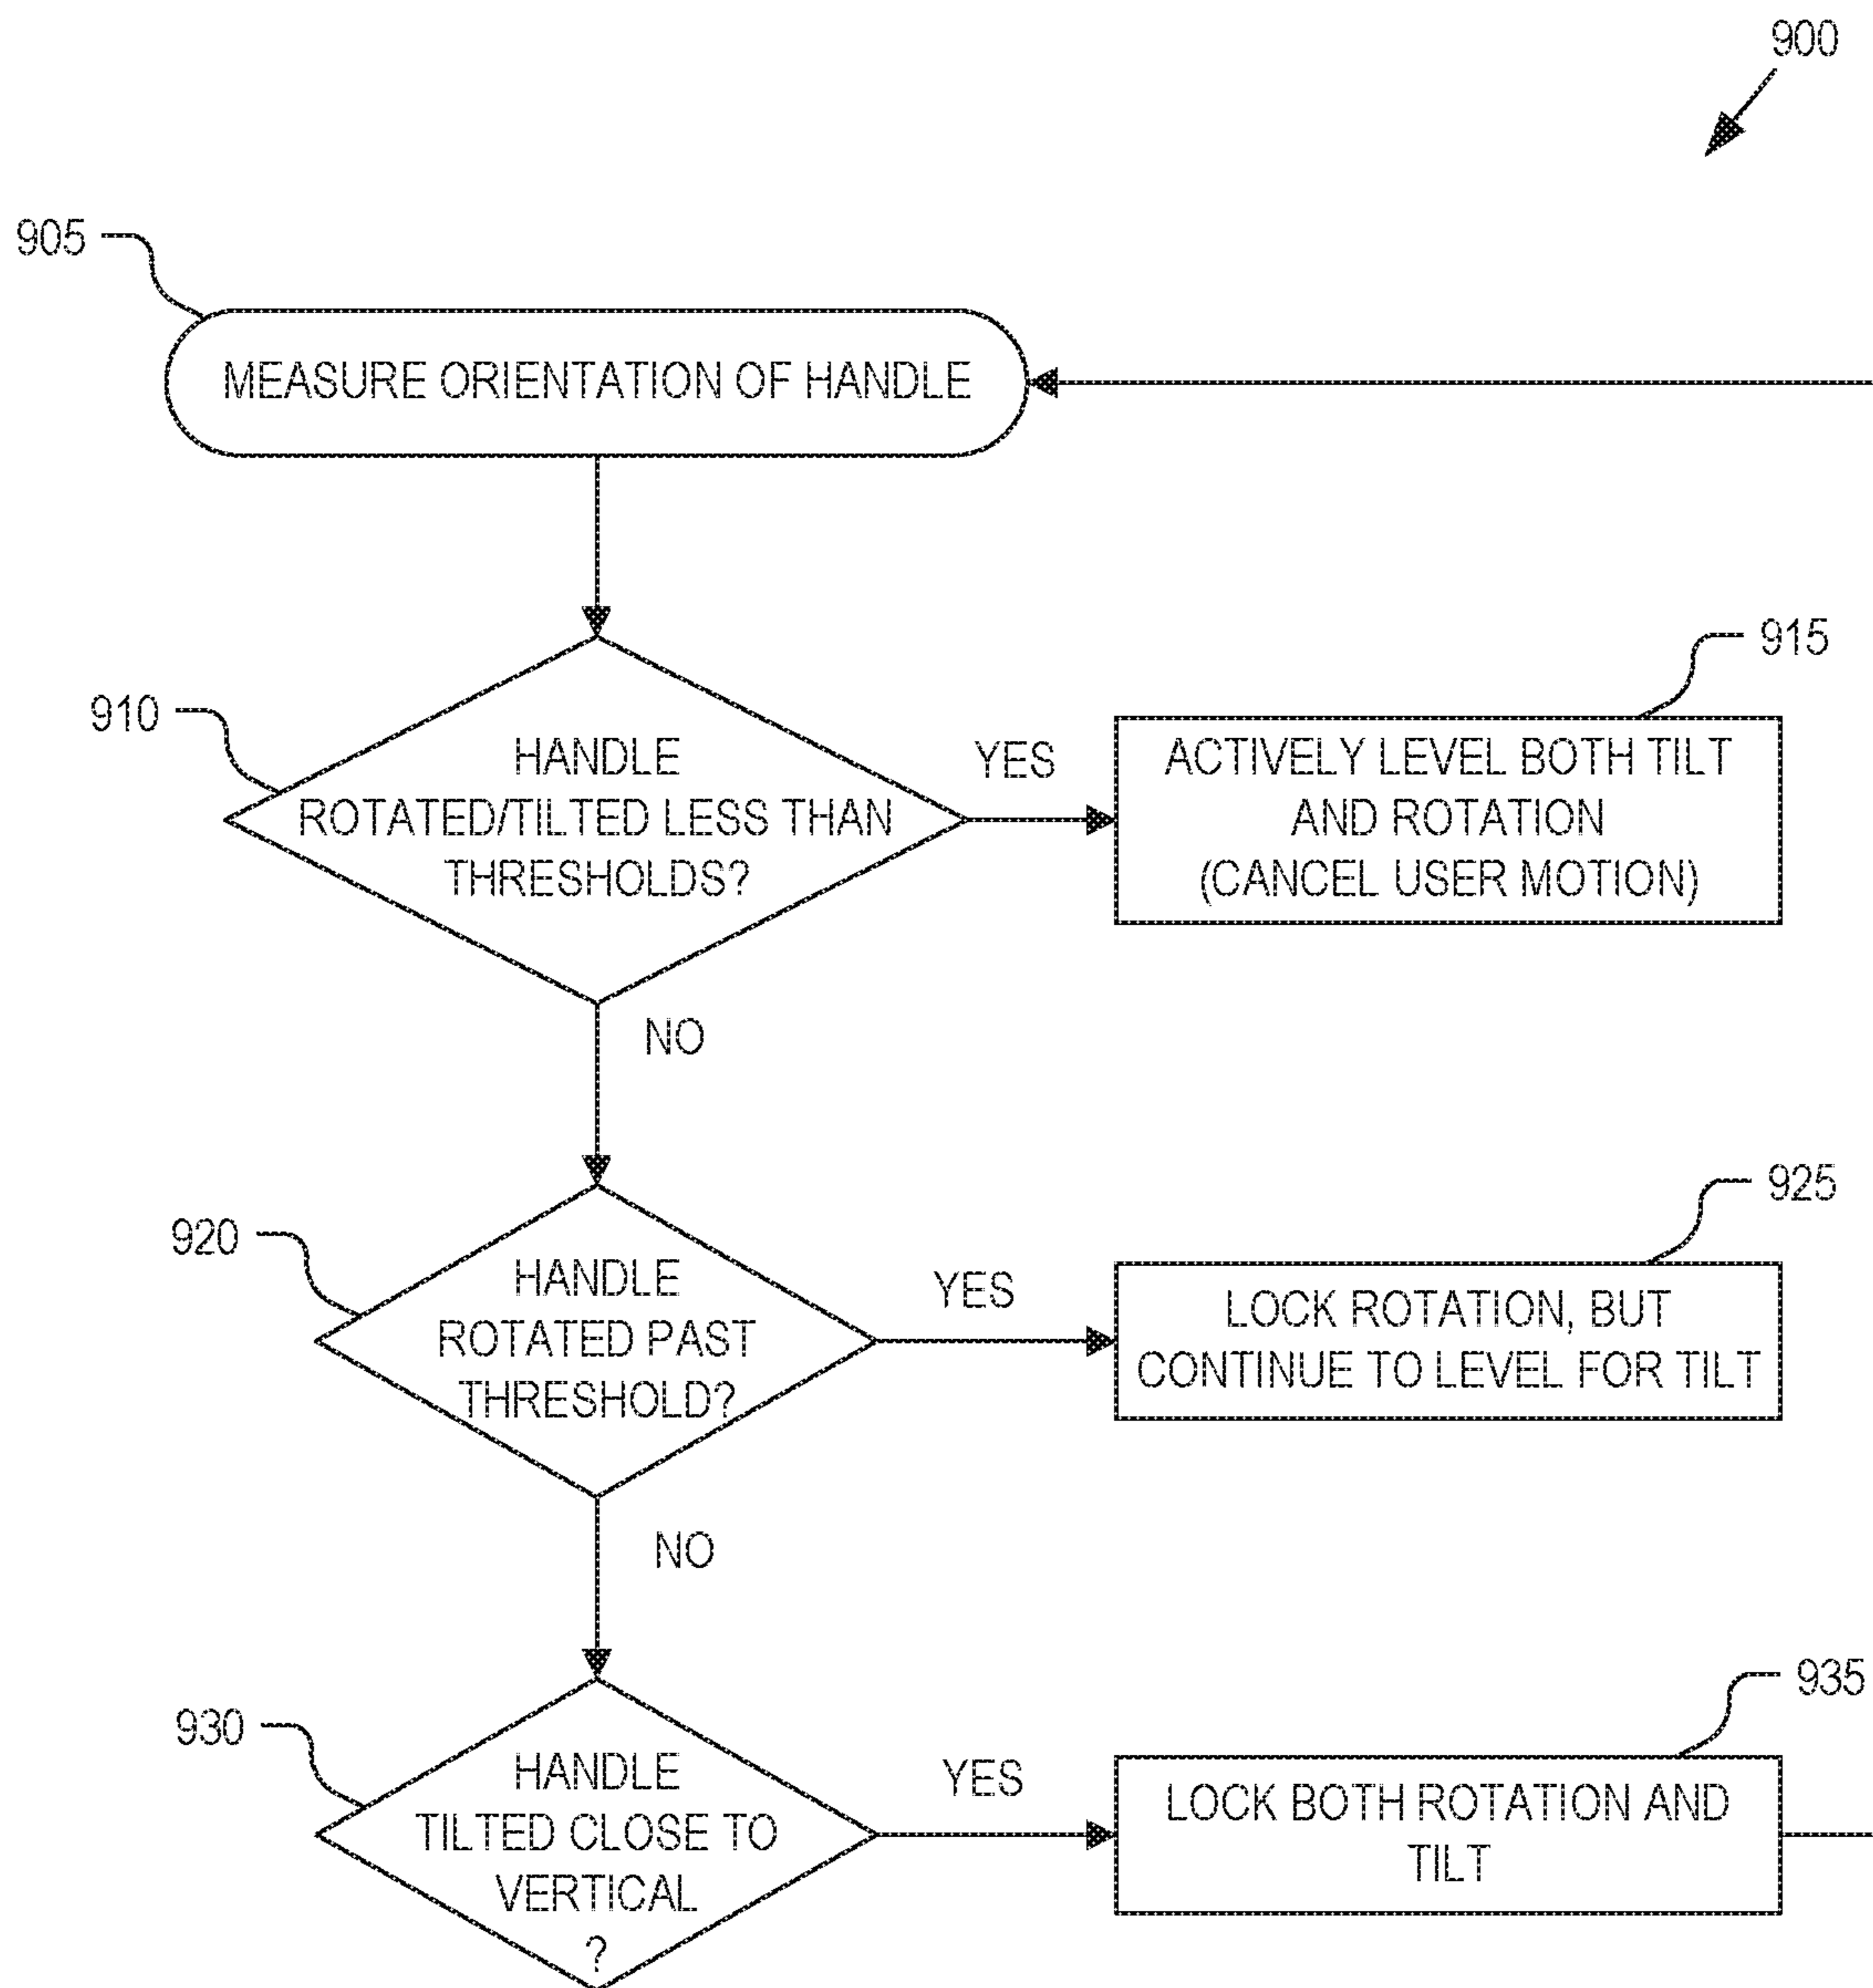 900
905
MEASURE ORIENTATION OF HANDLE
910
HANDLE
ROTATED/TILTED LESS THAN
THRESHOLDS?
YES
915
ACTIVELY LEVEL BOTH TILT
AND ROTATION
(CANCEL USER MOTION)
NO
920
HANDLE
ROTATED PAST
THRESHOLD?
YES
925
LOCK ROTATION, BUT
CONTINUE TO LEVEL FOR TILT
NO
930
HANDLE
TILTED CLOSE TO
VERTICAL
?
YES
935
LOCK BOTH ROTATION AND
TILT